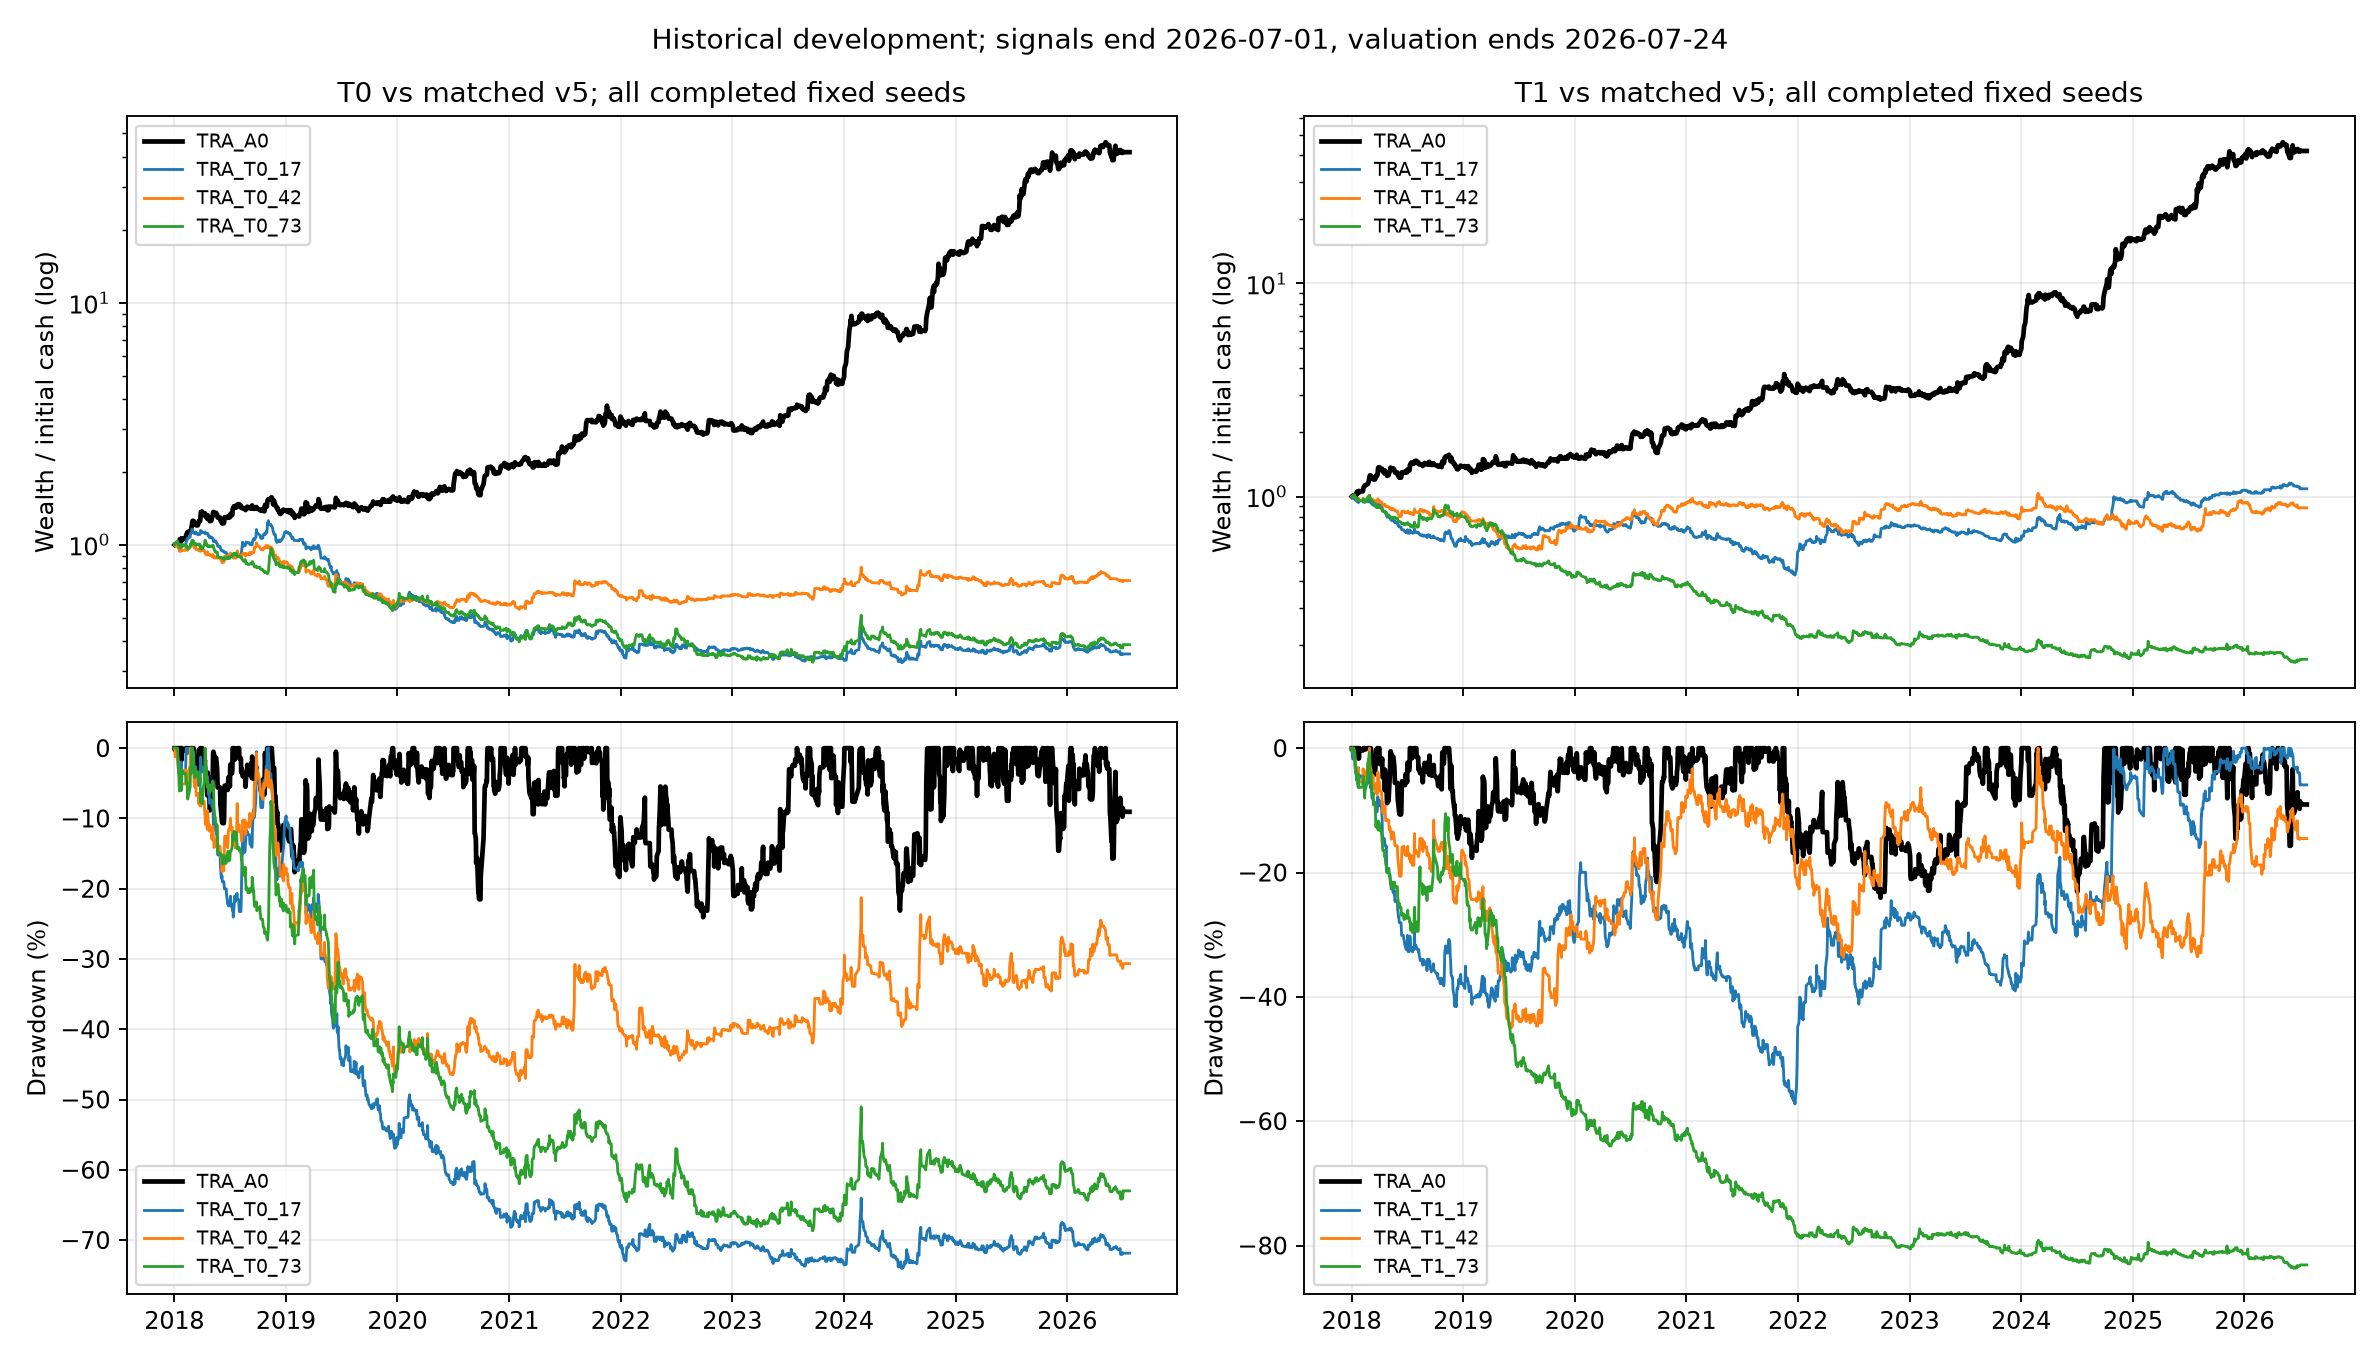 Historical development; signals end 2026-07-01, valuation ends 2026-07-24
T0 vs matched v5; all completed fixed seeds
Wealth / initial cash (log)
10¹
10⁰
TRA_A0
TRA_T0_17
TRA_T0_42
TRA_T0_73
T1 vs matched v5; all completed fixed seeds
Wealth / initial cash (log)
10¹
10⁰
TRA_A0
TRA_T1_17
TRA_T1_42
TRA_T1_73
Drawdown (%)
0
−10
−20
−30
−40
−50
−60
−70
TRA_A0
TRA_T0_17
TRA_T0_42
TRA_T0_73
2018 2019 2020 2021 2022 2023 2024 2025 2026
Drawdown (%)
0
−20
−40
−60
−80
TRA_A0
TRA_T1_17
TRA_T1_42
TRA_T1_73
2018 2019 2020 2021 2022 2023 2024 2025 2026